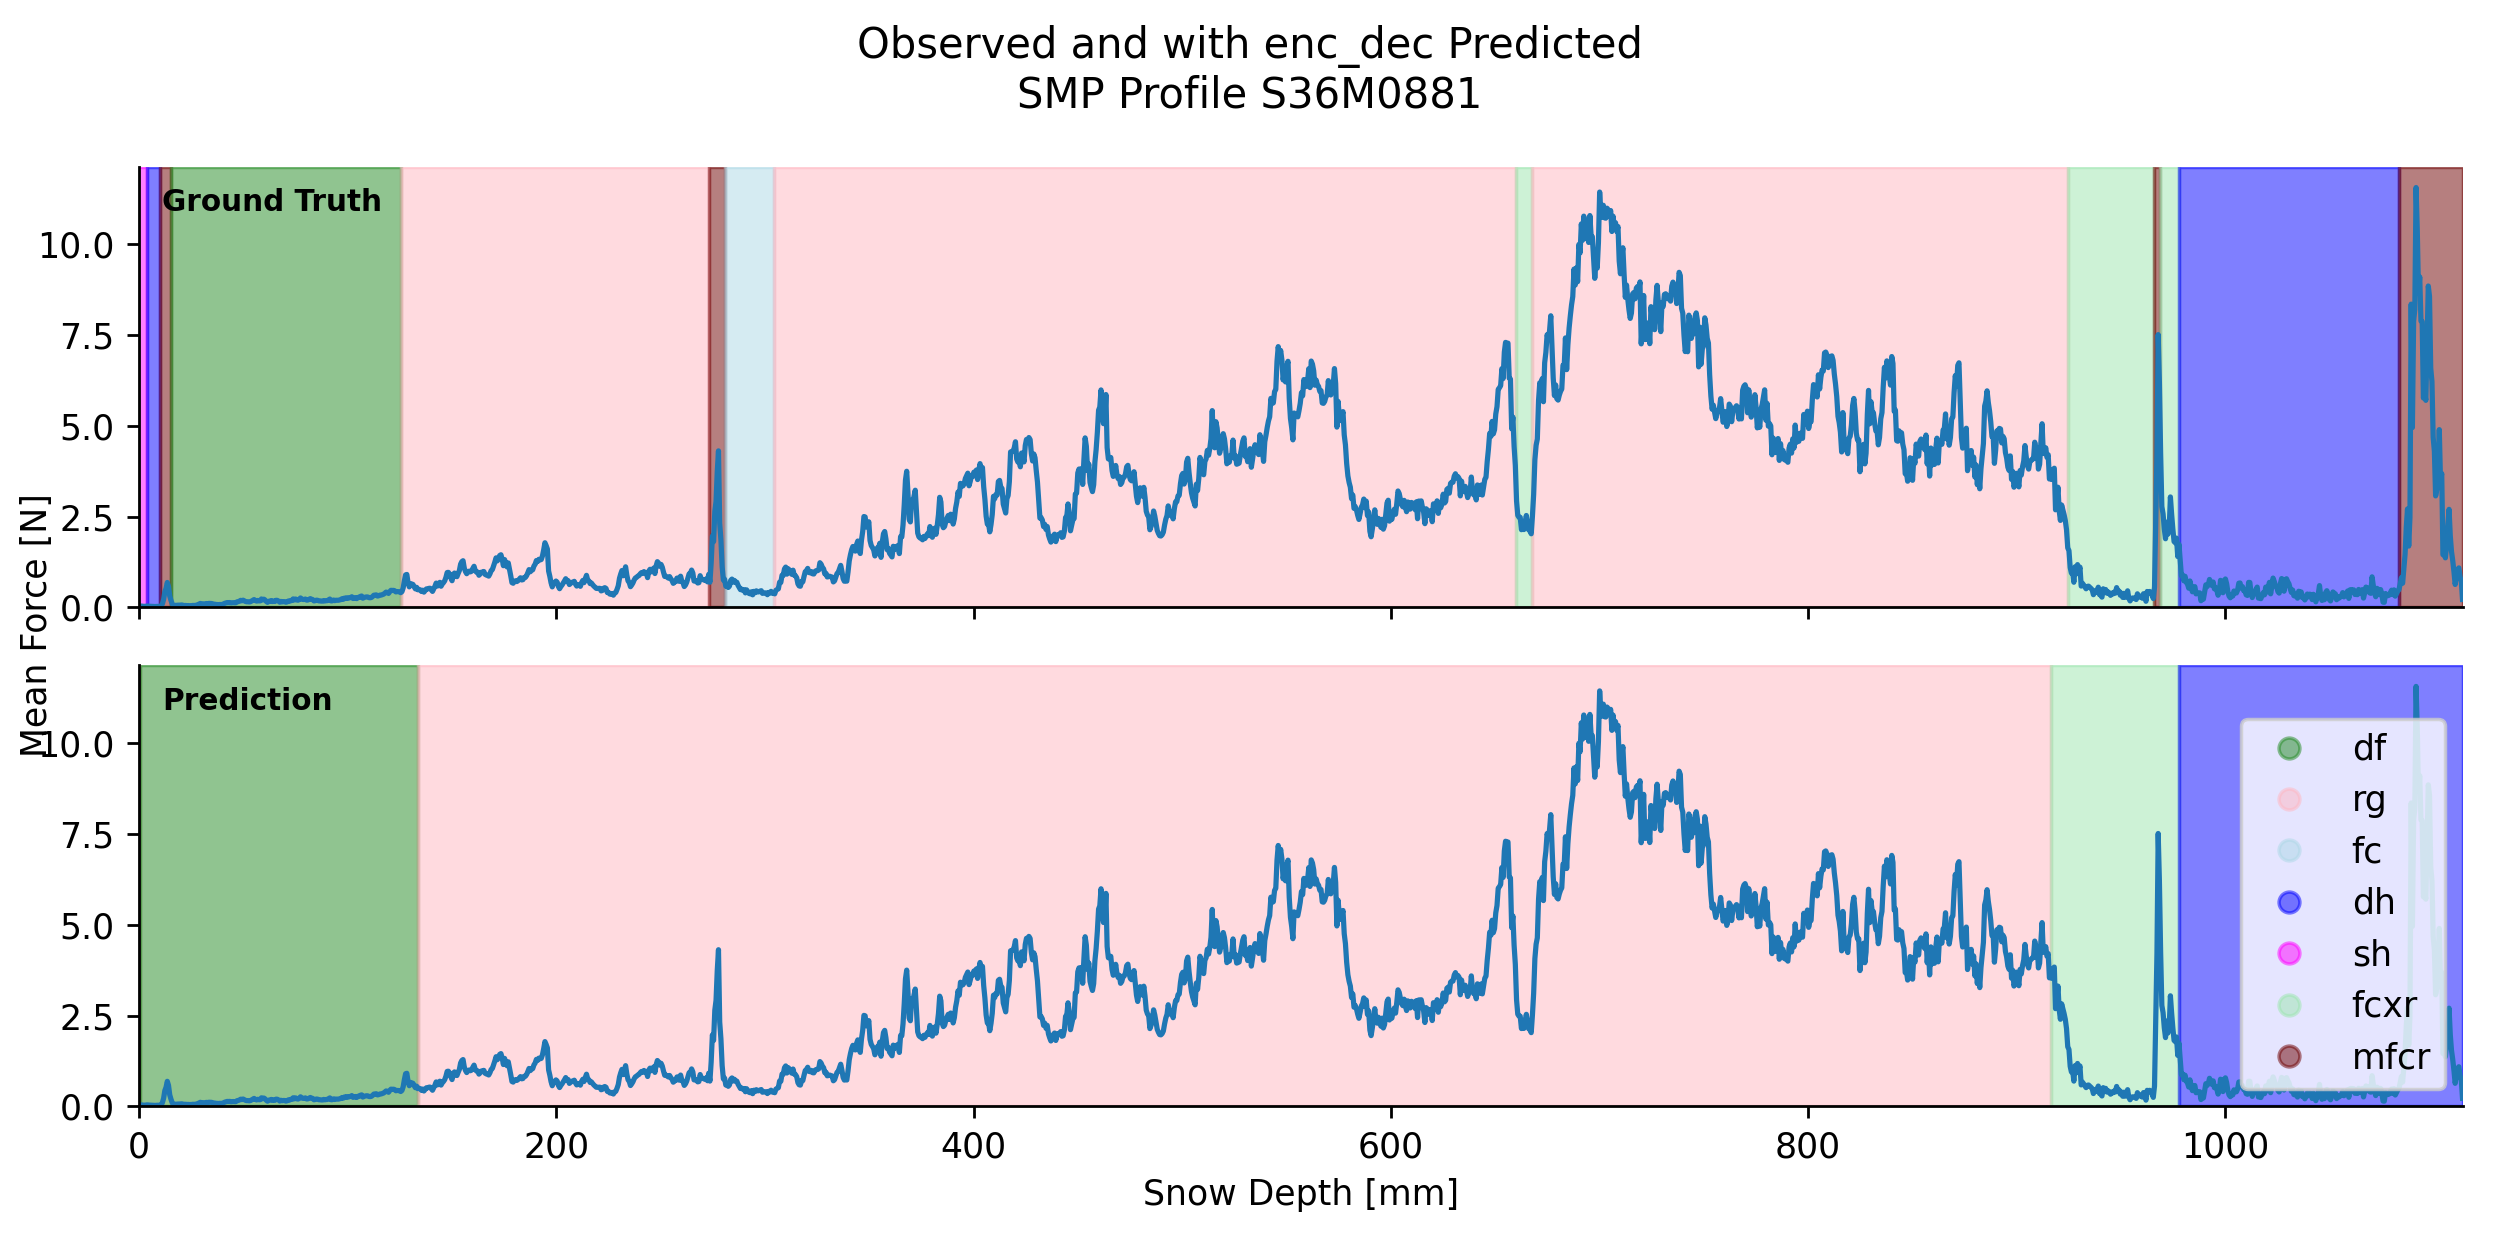 Observed and with enc_dec Predicted
SMP Profile S36M0881
Ground Truth
10.0
7.5
5.0
2.5
0.0
Mean Force [N]
Prediction
10.0
7.5
5.0
2.5
0.0
df
rg
fc
dh
sh
fcxr
mfcr
0 200 400 600 800 1000
Snow Depth [mm]